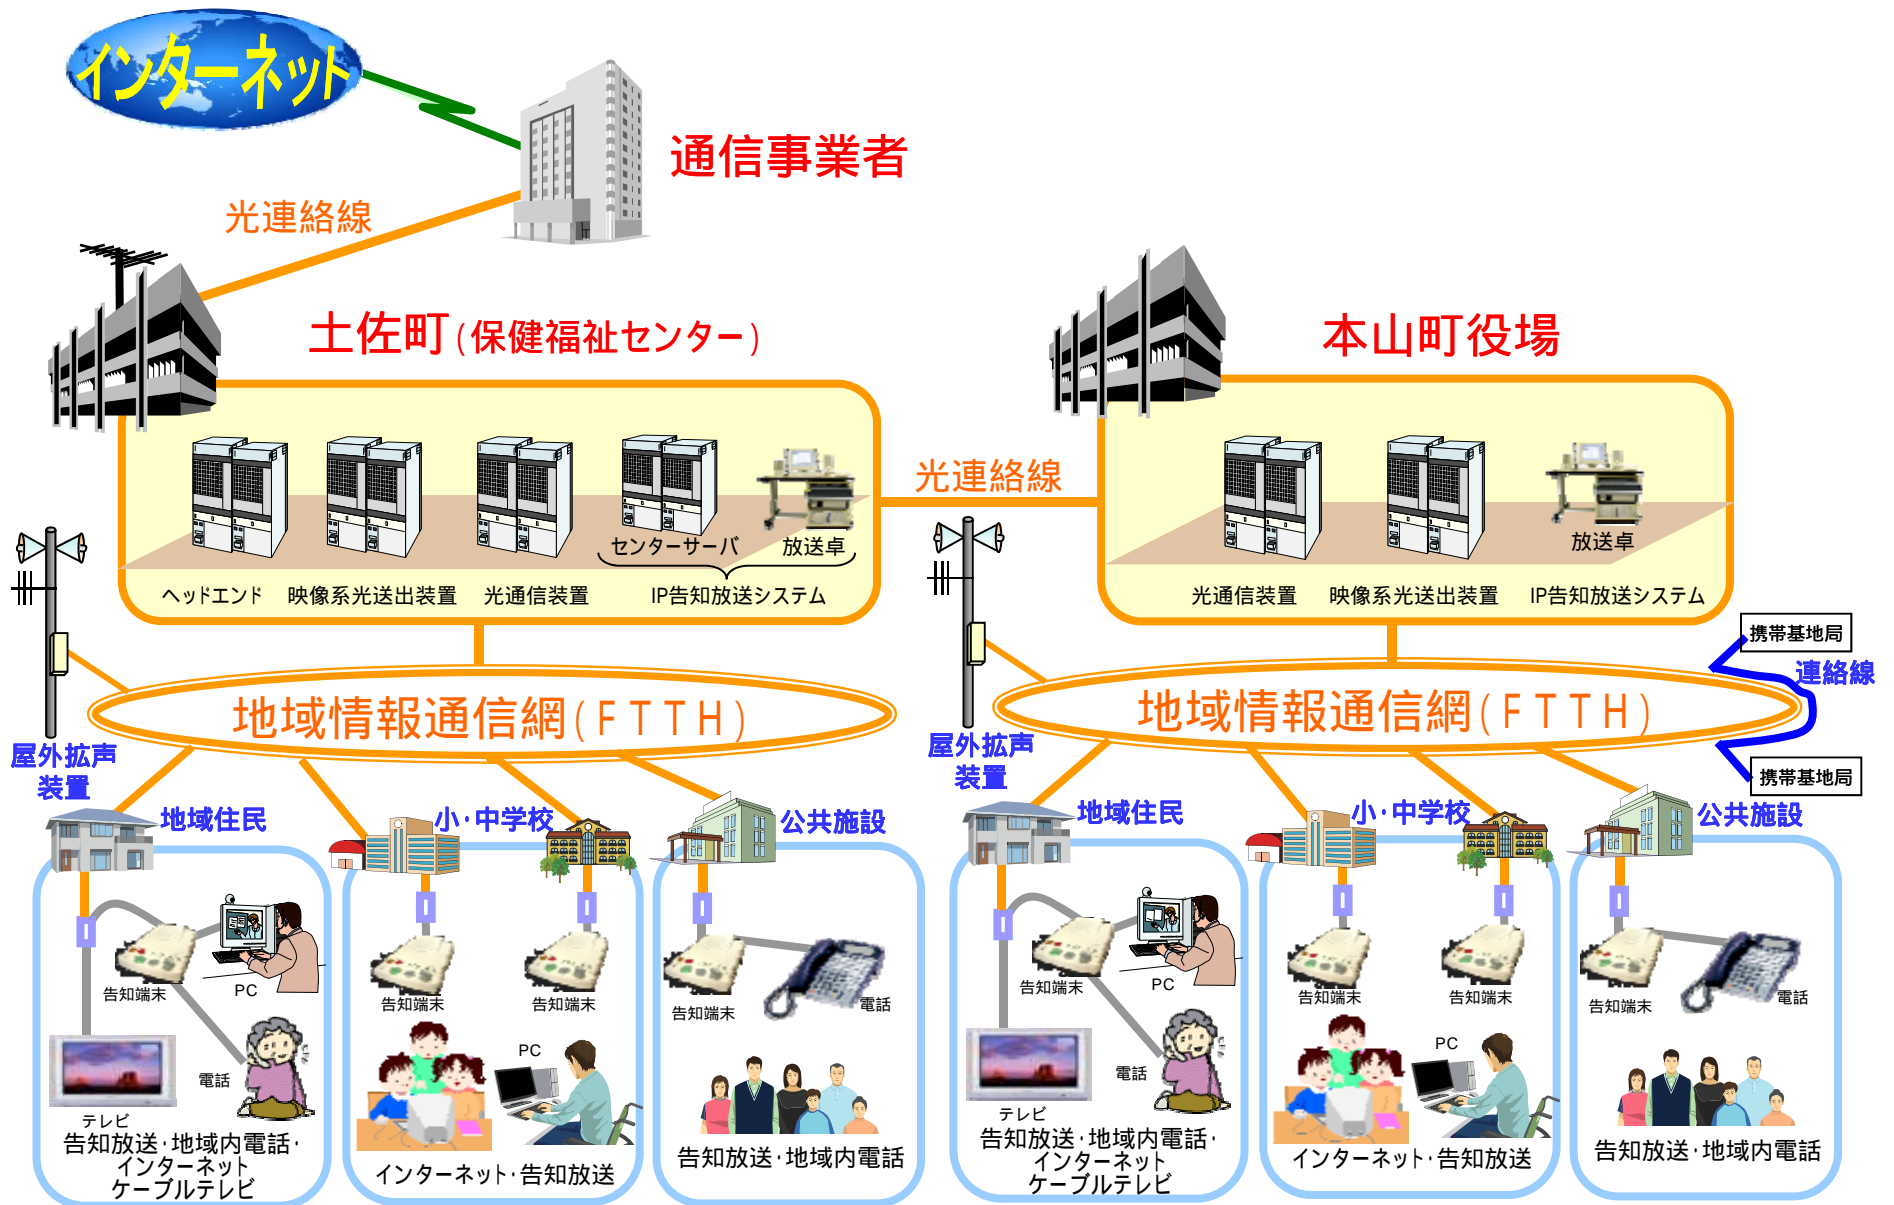 インターネット
通信事業者
光連絡線
土佐町(保健福祉センター)
本山町役場
光連絡線
センターサーバ
放送卓
ヘッドエンド
映像系光送出装置
光通信装置
IP告知放送システム
放送卓
光通信装置
映像系光送出装置
IP告知放送システム
携帯基地局
連絡線
携帯基地局
地域情報通信網(FTTH)
地域情報通信網(FTTH)
屋外拡声
装置
屋外拡声
装置
地域住民
小・中学校
公共施設
地域住民
小・中学校
公共施設
告知端末
PC
電話
テレビ
告知放送・地域内電話・
インターネット
ケーブルテレビ
告知端末
告知端末
PC
インターネット・告知放送
告知端末
電話
告知放送・地域内電話
告知端末
PC
電話
テレビ
告知放送・地域内電話・
インターネット
ケーブルテレビ
告知端末
告知端末
PC
インターネット・告知放送
告知端末
電話
告知放送・地域内電話